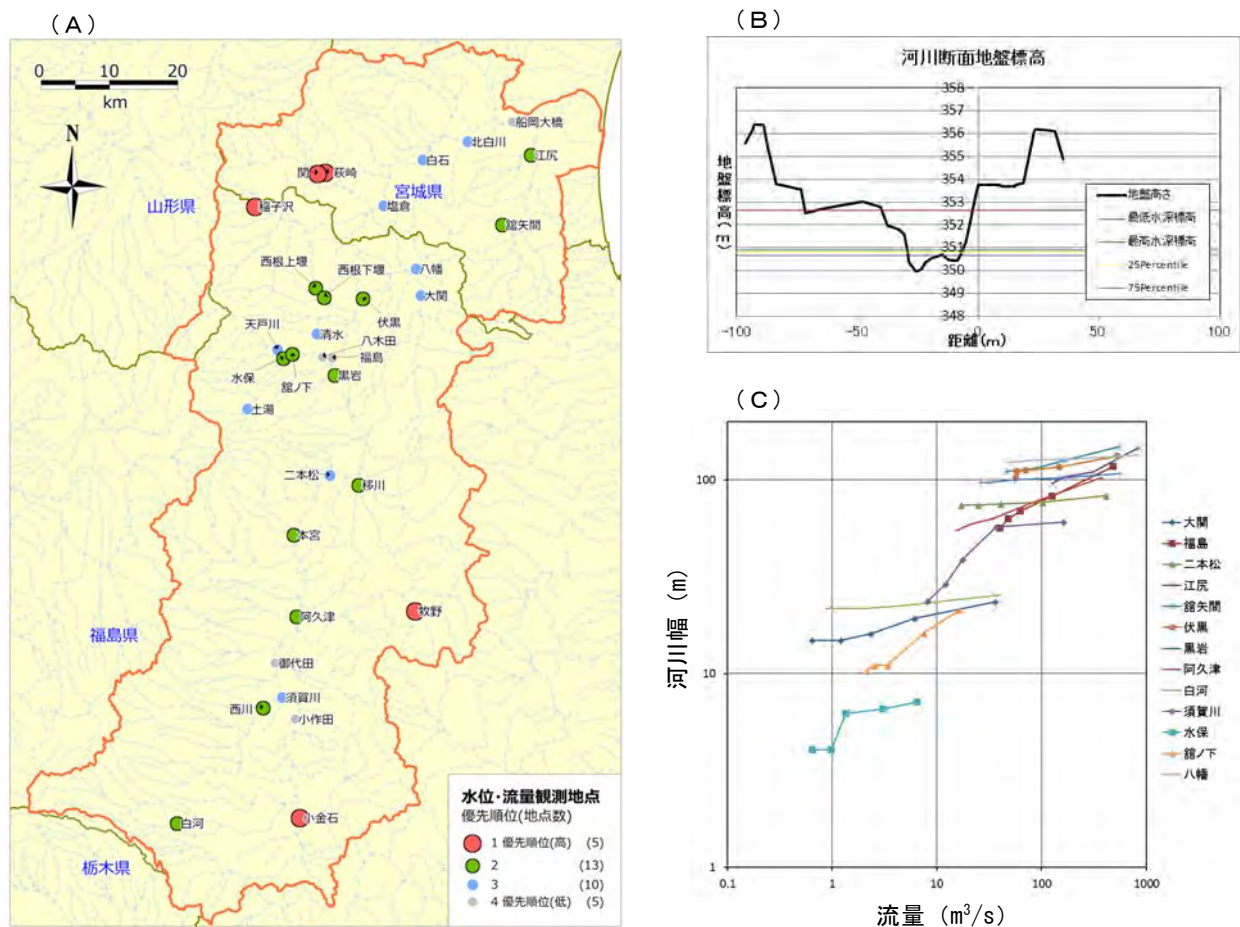 (A)
0 10 20
km
N
山形県
宮城県
福島県
栃木県
船岡大橋
北白川
江尻
白石
関
萩崎
稲子沢
塩倉
舘矢間
西根上堰
西根下堰
八幡
大関
伏黒
天戸川
清水
八木田
福島
水保
舘ノ下
黒岩
土湯
二本松
移川
本宮
阿久津
牧野
御代田
須賀川
西川
小作田
小金石
白河
水位・流量観測地点
優先順位(地点数)
1 優先順位(高) (5)
2 (13)
3 (10)
4 優先順位(低) (5)
(B)
河川断面地盤標高
地盤標高(m)
358
357
356
355
354
353
352
351
350
349
348
-100 -50 0 50 100
距離(m)
地盤高さ
最低水深標高
最高水深標高
25Percentile
75Percentile
(C)
河川幅 (m)
100
10
1
0.1 1 10 100 1000
流量 (m³/s)
大関
福島
二本松
江尻
舘矢間
伏黒
黒岩
阿久津
白河
須賀川
水保
舘ノ下
八幡